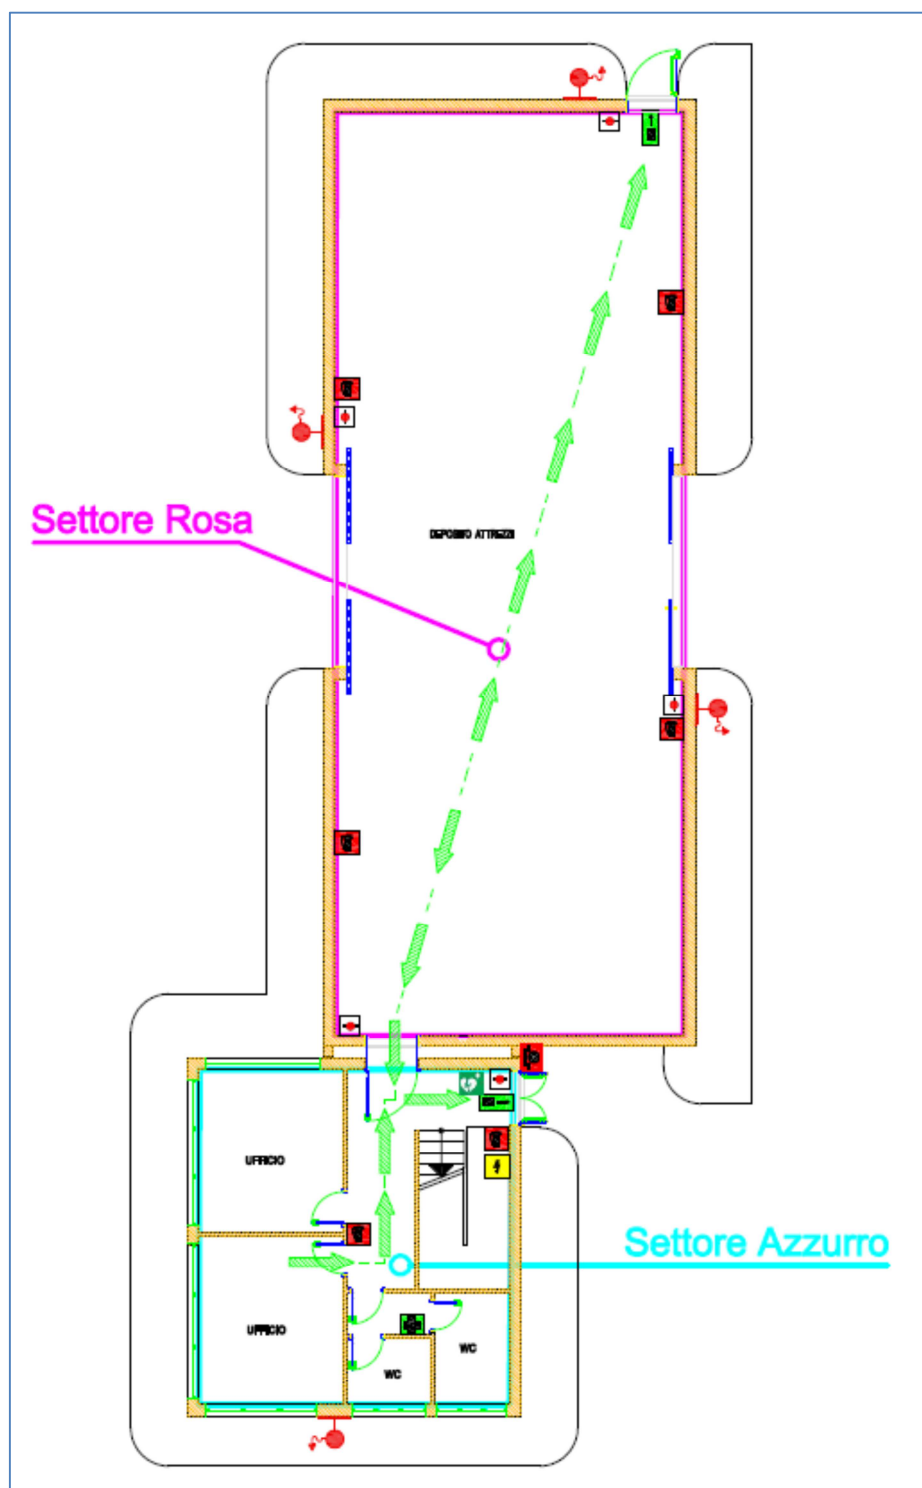 Settore Rosa
DEPOSITO ATTREZZI
UFFICIO
Settore Azzurro
UFFICIO
WC
WC